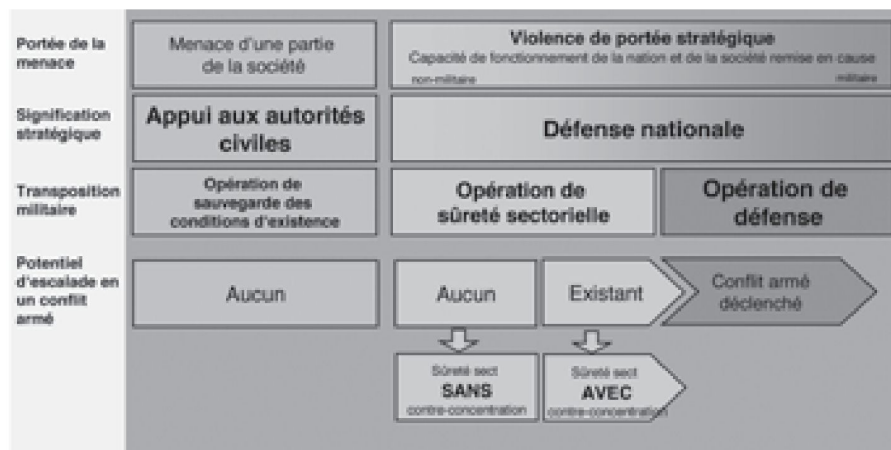 Portée de la
menace
Menace d'une partie
de la société
Violence de portée stratégique
Capacité de fonctionnement de la nation et de la société remise en cause
non-militaire
militaire
Signification
stratégique
Appui aux autorités
civiles
Défense nationale
Transposition
militaire
Opération de
sauvegarde des
conditions d'existence
Opération de
sûreté sectorielle
Opération de
défense
Potentiel
d'escalade en
un conflit
armé
Aucun
Aucun
Existant
Conflit armé
déclenché
Sûreté sect
SANS
contre-concentration
Sûreté sect
AVEC
contre-concentration